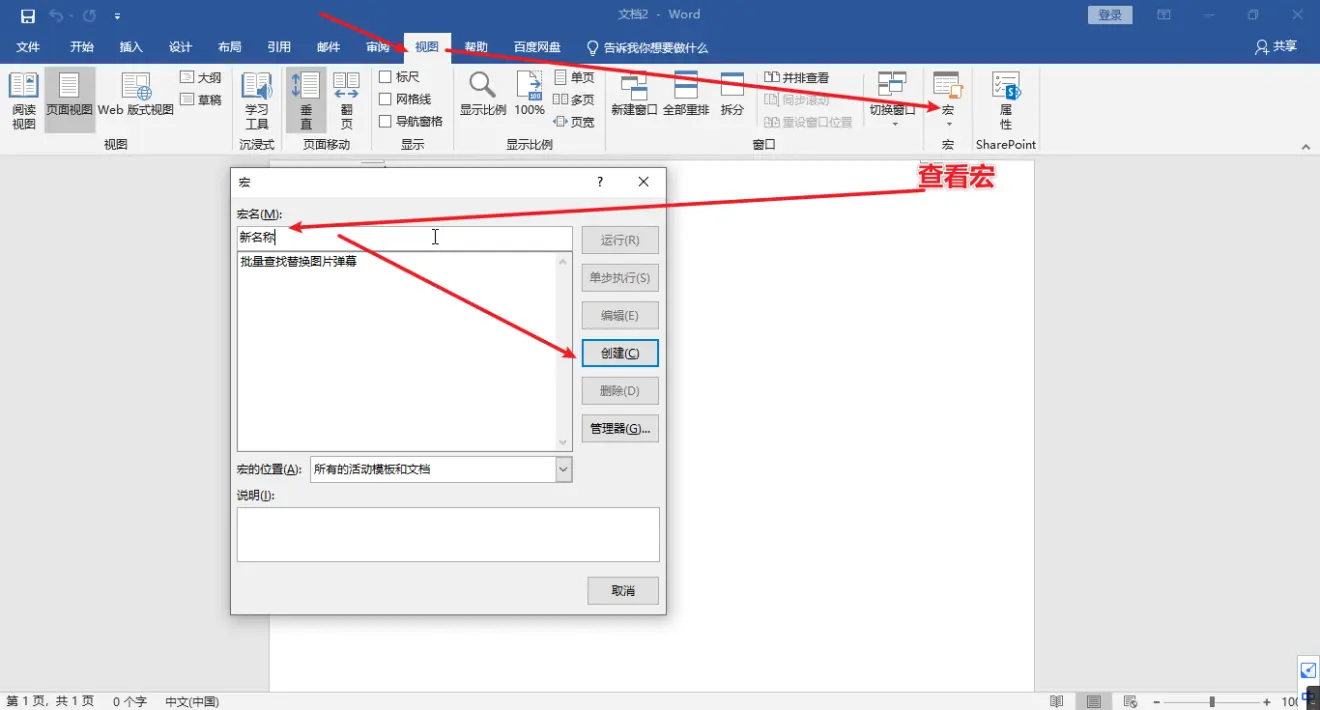 文档2 - Word
登录
文件 开始 插入 设计 布局 引用 邮件 审阅 视图 帮助 百度网盘 告诉我你想要做什么 共享
阅读视图
页面视图
Web 版式视图
大纲
草稿
视图
学习工具
沉浸式
垂直
翻页
页面移动
标尺
网格线
导航窗格
显示
显示比例
100%
单页
多页
页宽
显示比例
新建窗口
全部重排
拆分
并排查看
同步滚动
重设窗口位置
切换窗口
窗口
宏
宏
属性
SharePoint
查看宏
宏
?
宏名(M):
新名称
批量查找替换图片弹幕
运行(R)
单步执行(S)
编辑(E)
创建(C)
删除(D)
管理器(G)...
宏的位置(A): 所有的活动模板和文档
说明(I):
取消
第 1 页，共 1 页 0 个字 中文(中国)